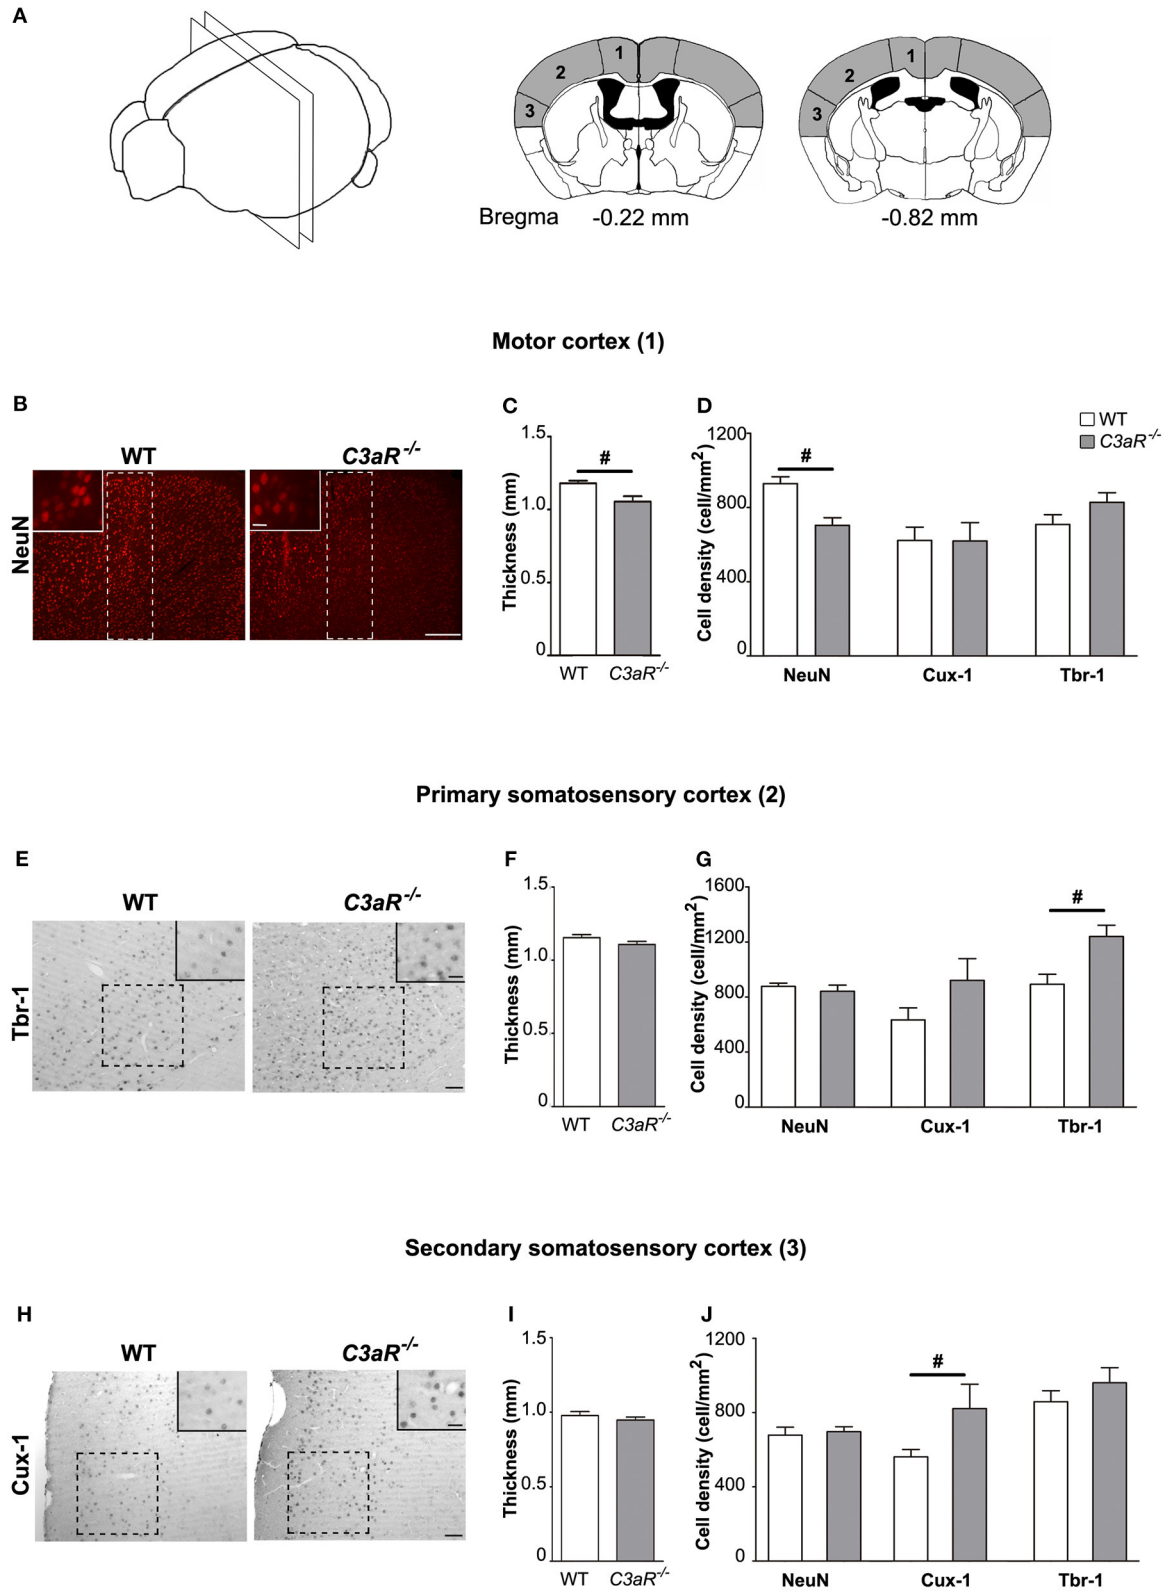 A
1
2
3
1
2
3
Bregma -0.22 mm -0.82 mm
Motor cortex (1)
B
WT C3aR-/-
NeuN
C
Thickness (mm)
1.5
1.0
0.5
0
#
WT C3aR-/-
D
Cell density (cell/mm2)
1200
800
400
0
#
WT
C3aR-/-
NeuN Cux-1 Tbr-1
Primary somatosensory cortex (2)
E
WT C3aR-/-
Tbr-1
F
Thickness (mm)
1.5
1.0
0.5
0
WT C3aR-/-
G
Cell density (cell/mm2)
1600
1200
800
400
0
#
NeuN Cux-1 Tbr-1
Secondary somatosensory cortex (3)
H
WT C3aR-/-
Cux-1
I
Thickness (mm)
1.5
1.0
0.5
0
WT C3aR-/-
J
Cell density (cell/mm2)
1200
800
400
0
#
NeuN Cux-1 Tbr-1